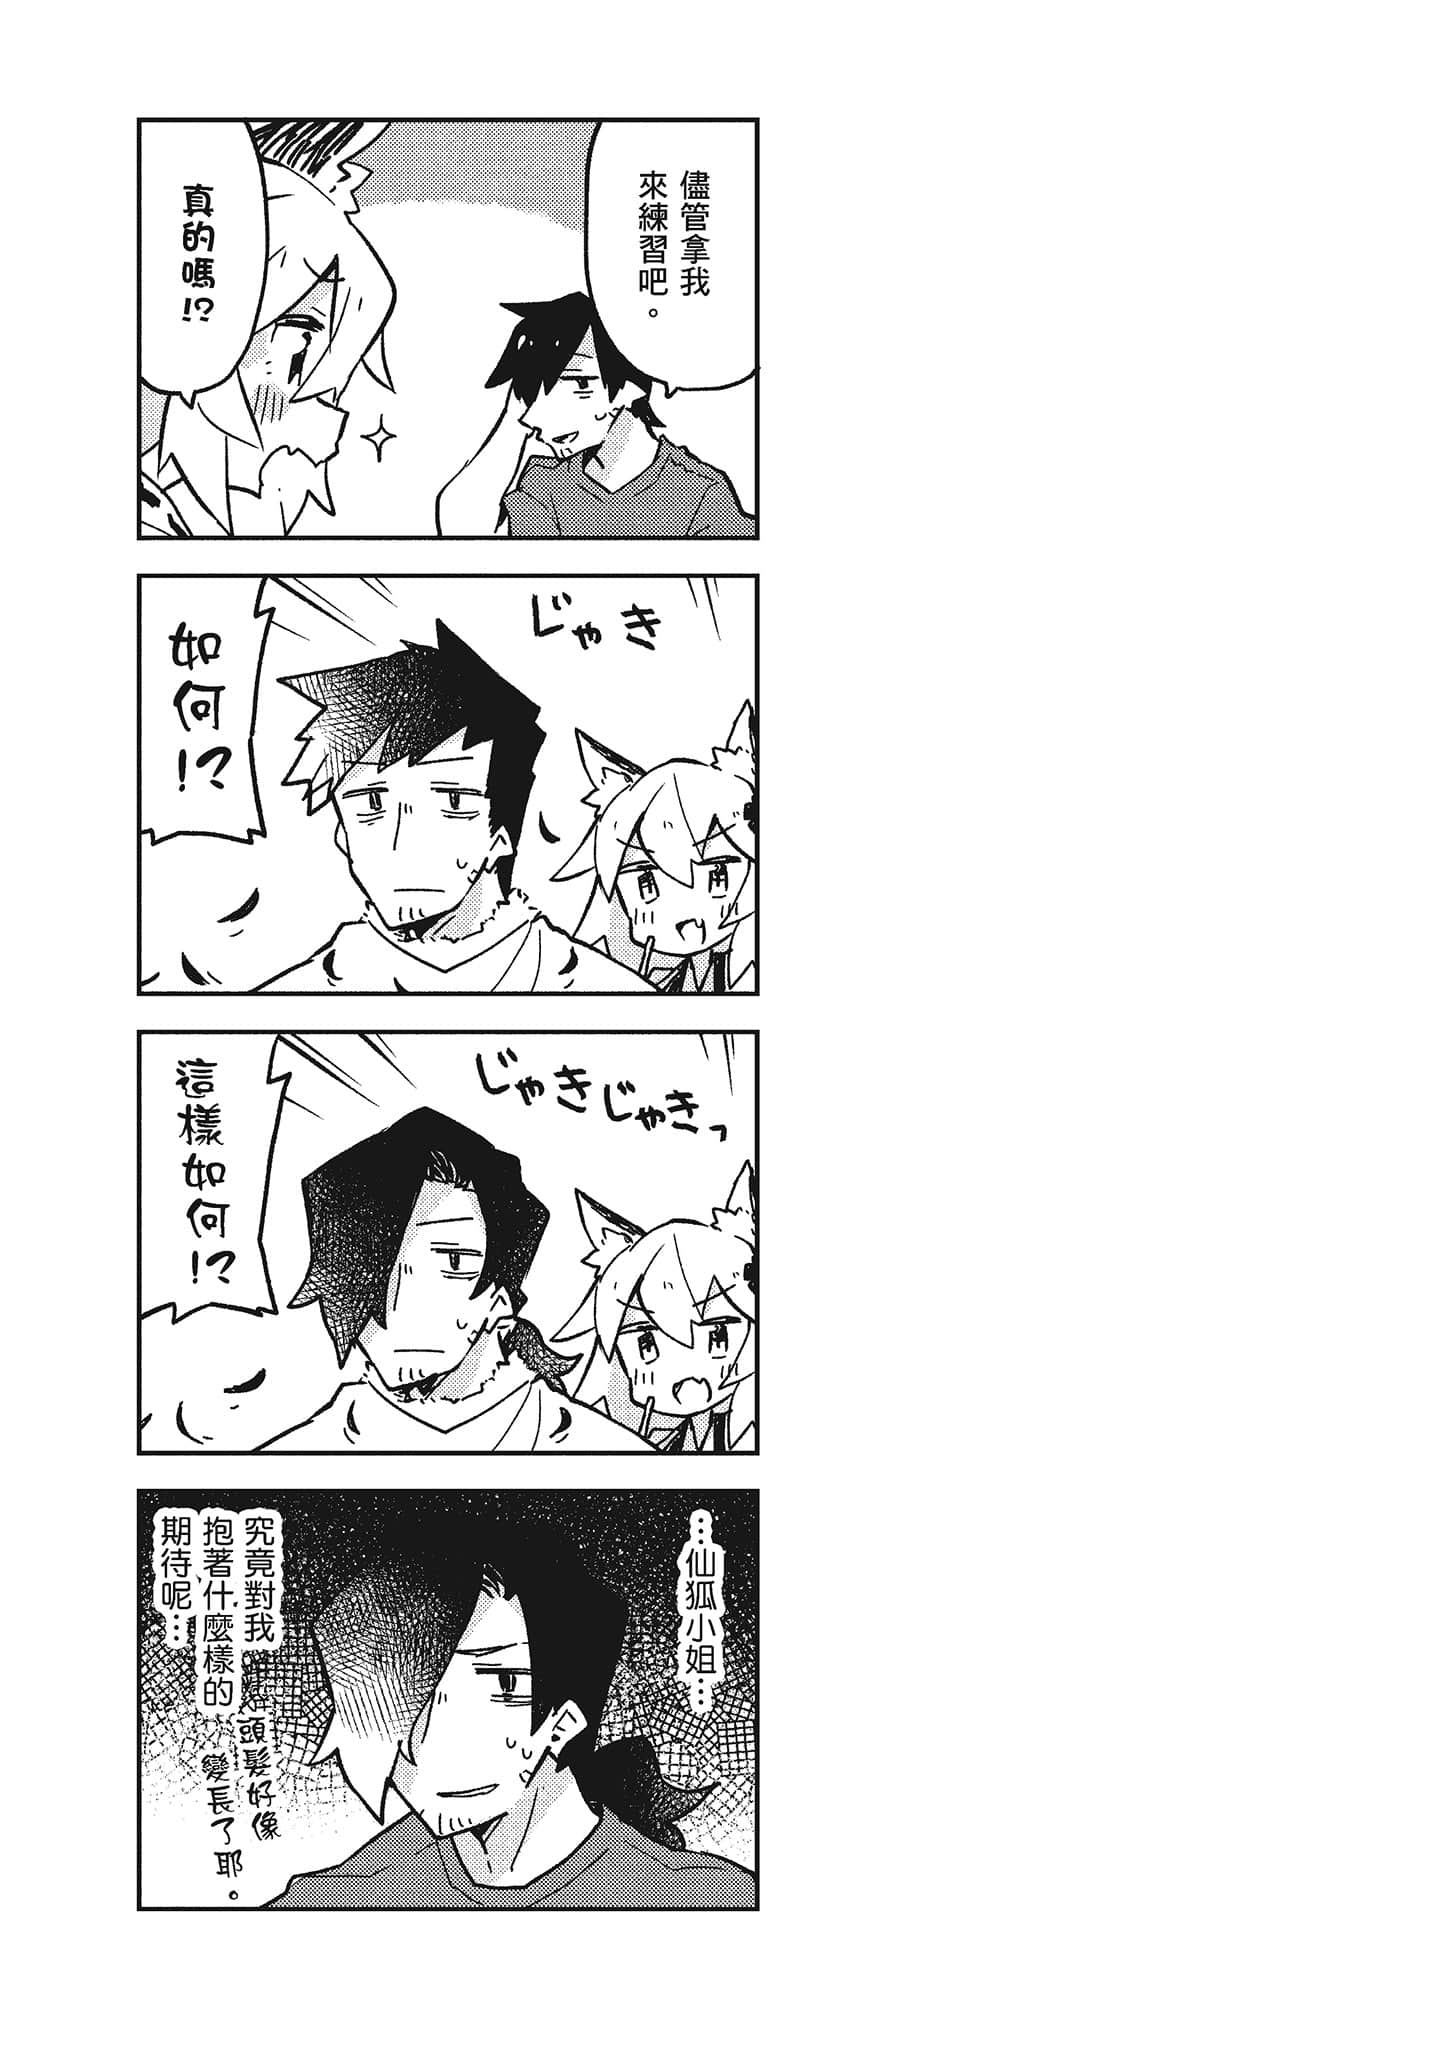 儘管拿我
來練習吧。
真的嗎!?
じゃき
如何!?
じゃきじゃきっ
這樣如何!?
…仙狐小姐…
究竟對我
抱著什麼樣的
期待呢…
頭髮好像
變長了耶。